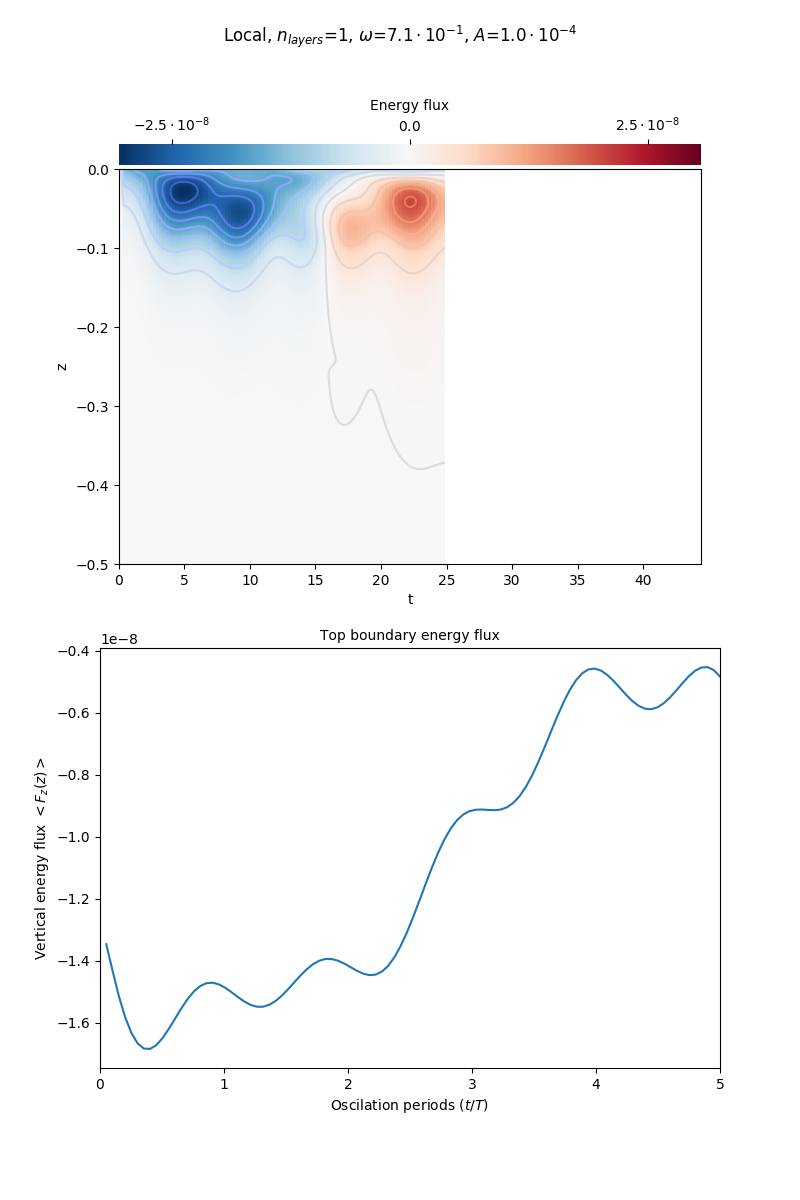 Local, $n_{layers}$=1, $\omega$=7.1 · 10⁻¹, $A$=1.0 · 10⁻⁴
Energy flux
−2.5 · 10⁻⁸ 0.0 2.5 · 10⁻⁸
0.0
−0.1
−0.2
−0.3
−0.4
−0.5
z
0 5 10 15 20 25 30 35 40
t
Top boundary energy flux
1e−8
−0.4
−0.6
−0.8
−1.0
−1.2
−1.4
−1.6
Vertical energy flux < $F_z(z)$ >
0 1 2 3 4 5
Oscilation periods ($t/T$)